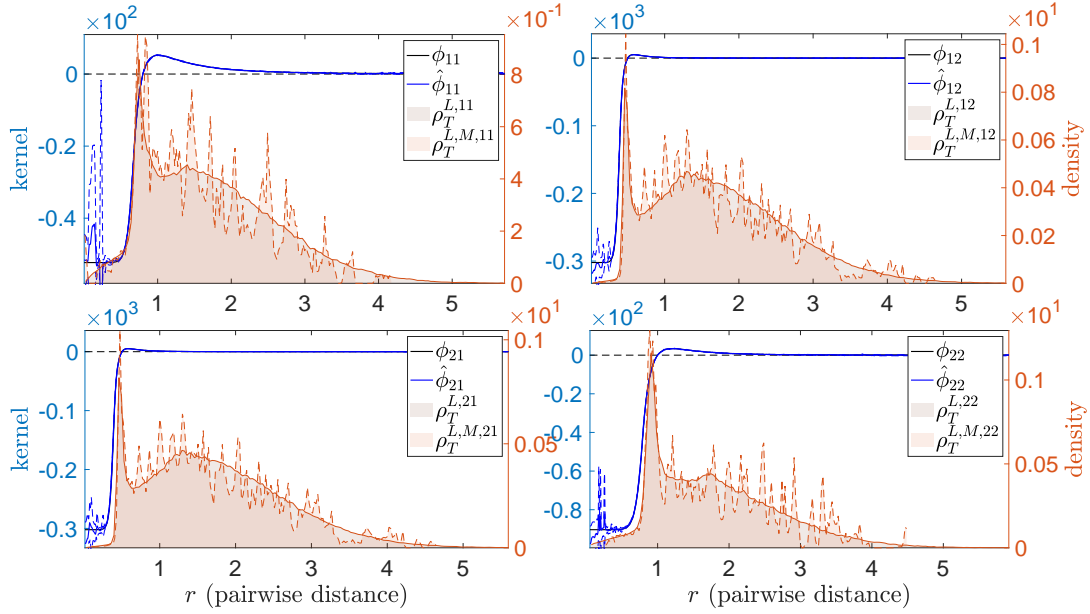 ×10² ×10⁻¹
0
-0.2
-0.4
kernel
8
6
4
2
0
1 2 3 4 5
ϕ₁₁
ϕ̂₁₁
ρ_T^{L,11}
ρ_T^{L,M,11}
×10³ ×10¹
0
-0.1
-0.2
-0.3
0.1
0.08
0.06
0.04
0.02
0
density
1 2 3 4 5
ϕ₁₂
ϕ̂₁₂
ρ_T^{L,12}
ρ_T^{L,M,12}
×10³ ×10¹
0
-0.1
-0.2
-0.3
kernel
0.1
0.05
0
1 2 3 4 5
r (pairwise distance)
ϕ₂₁
ϕ̂₂₁
ρ_T^{L,21}
ρ_T^{L,M,21}
×10² ×10¹
0
-0.2
-0.4
-0.6
-0.8
0.1
0.05
0
density
1 2 3 4 5
r (pairwise distance)
ϕ₂₂
ϕ̂₂₂
ρ_T^{L,22}
ρ_T^{L,M,22}